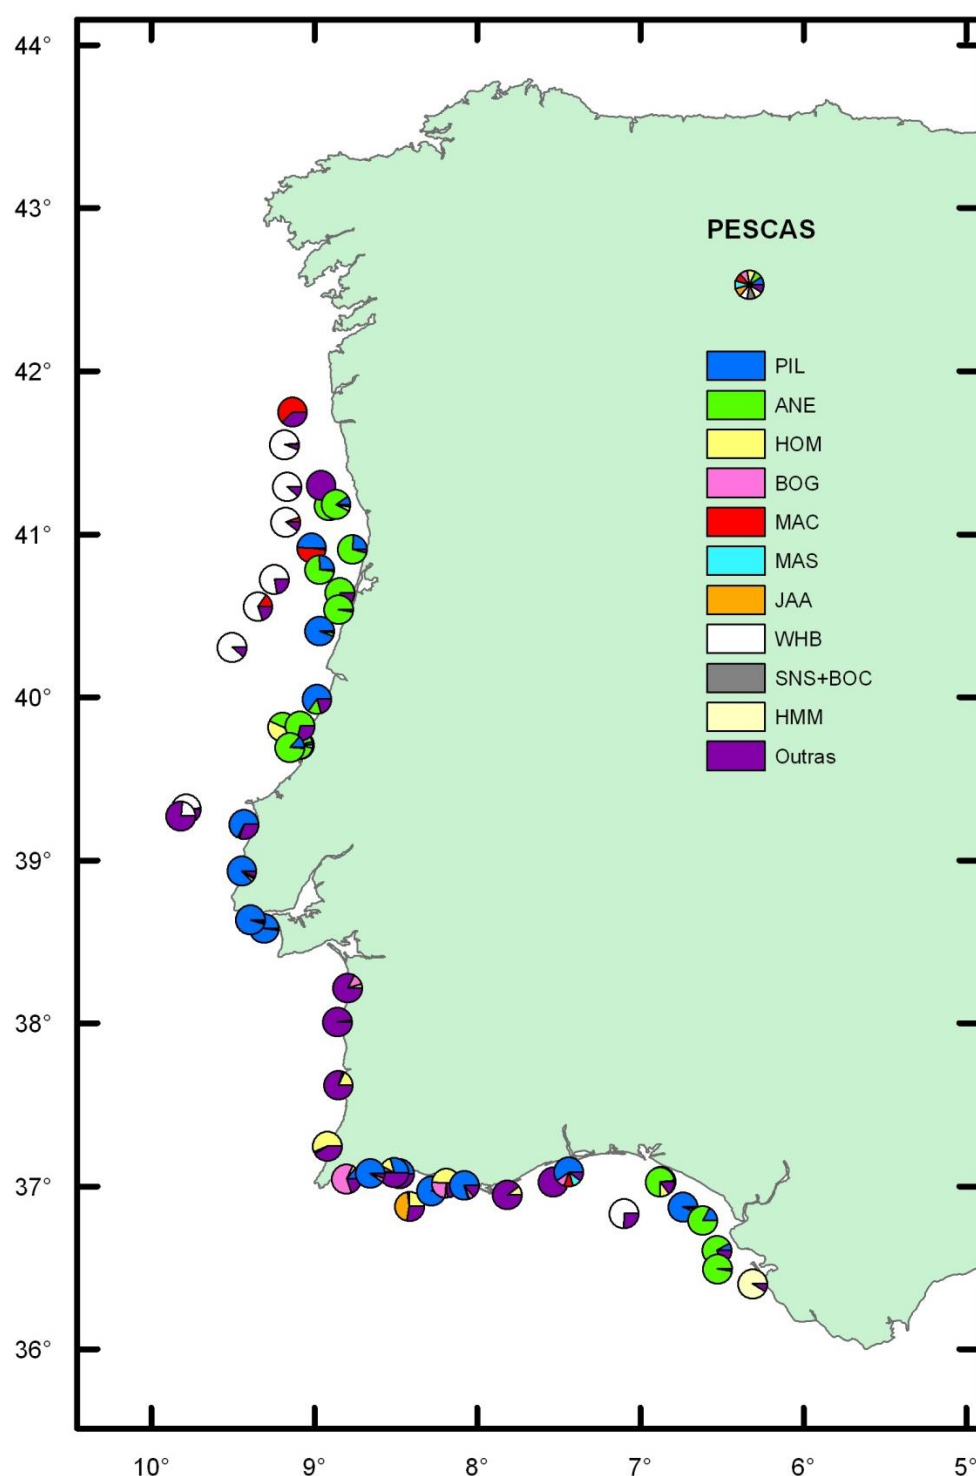 44°
43°
42°
41°
40°
39°
38°
37°
36°
PESCAS
PIL
ANE
HOM
BOG
MAC
MAS
JAA
WHB
SNS+BOC
HMM
Outras
10° 9° 8° 7° 6° 5°